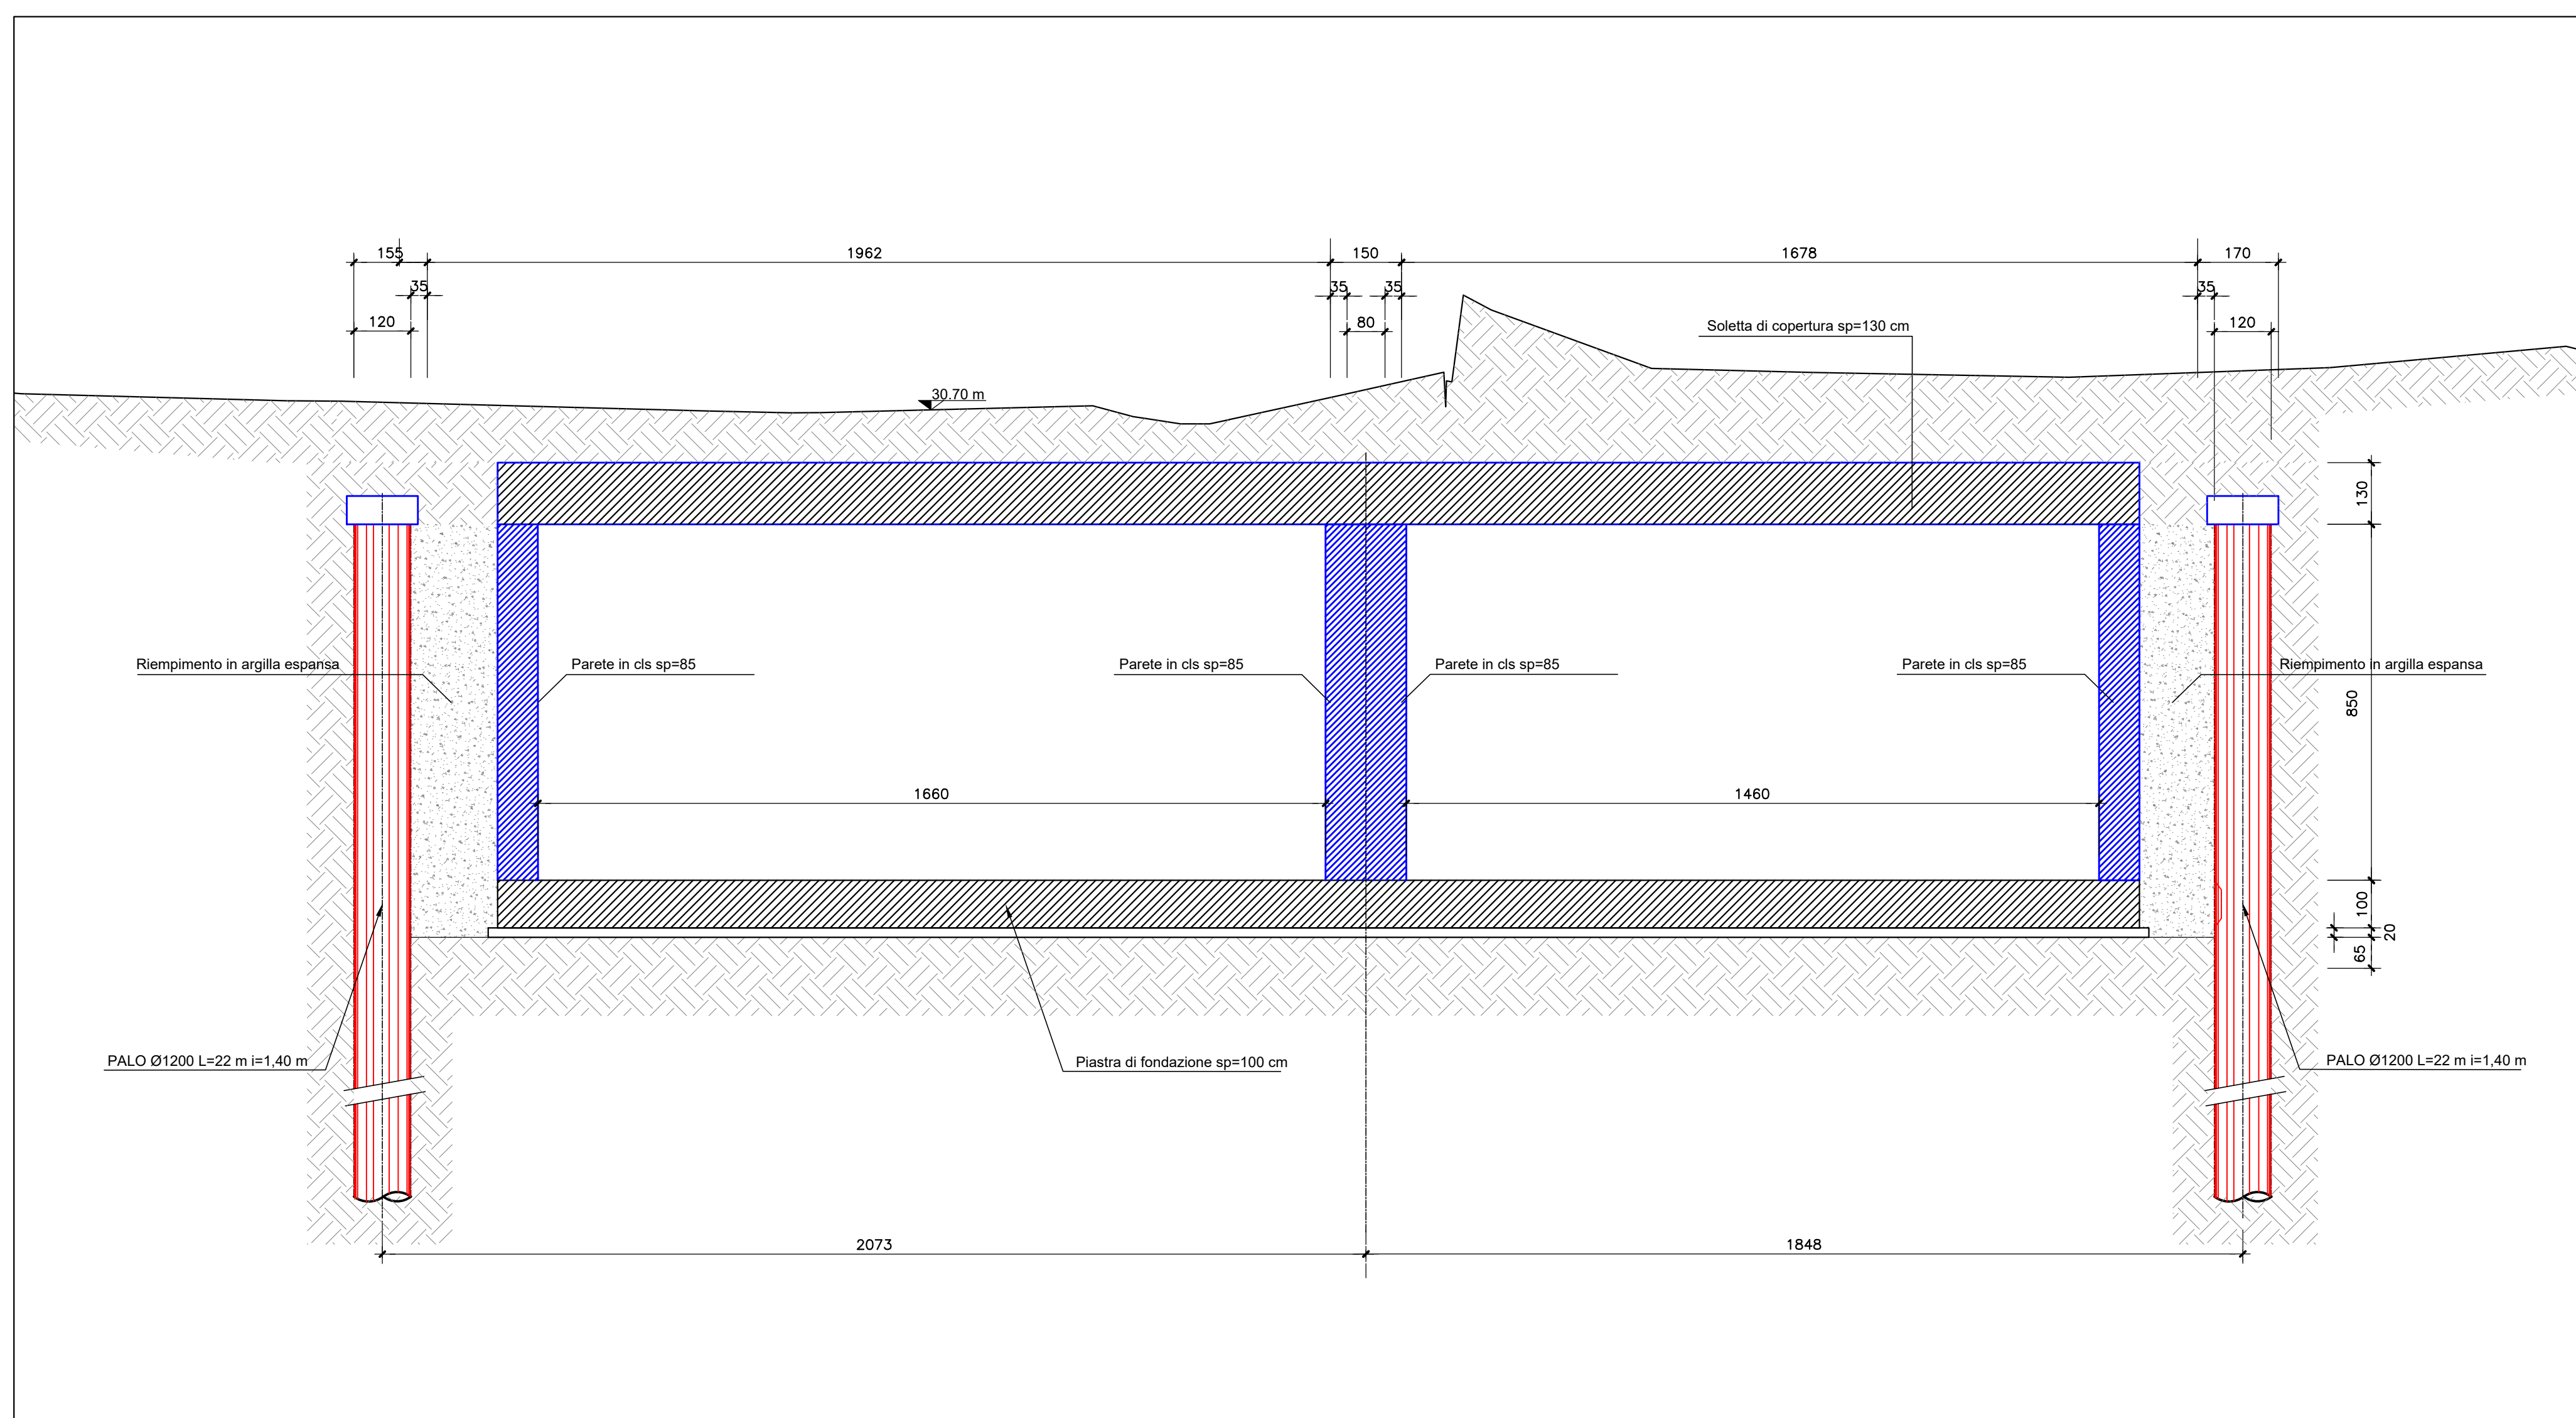 155
1962
150
1678
170
35
35
35
35
120
80
120
Soletta di copertura sp=130 cm
30.70 m
130
Riempimento in argilla espansa
Parete in cls sp=85
Parete in cls sp=85
Parete in cls sp=85
Parete in cls sp=85
Riempimento in argilla espansa
850
1660
1460
100
20
65
PALO Ø1200 L=22 m i=1,40 m
Piastra di fondazione sp=100 cm
PALO Ø1200 L=22 m i=1,40 m
2073
1848